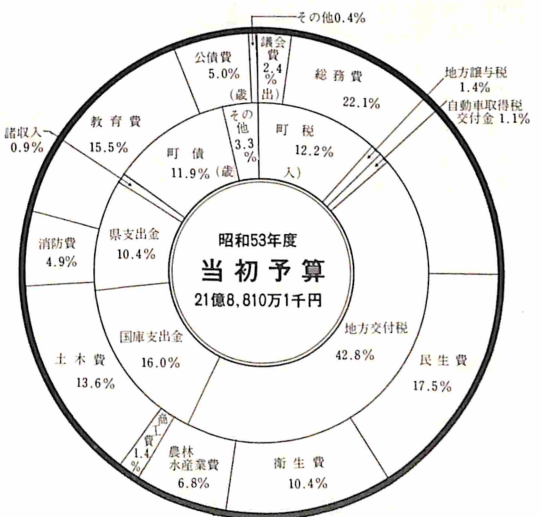 その他0.4%
議会
費
2.4
%
(歳
出)
総務費
22.1%
地方譲与税
1.4%
自動車取得税
交付金 1.1%
公債費
5.0%
教育費
15.5%
諸収入
0.9%
消防費
4.9%
土木費
13.6%
商
工
費
1.4
%
農林
水産業費
6.8%
衛生費
10.4%
民生費
17.5%
その
他
3.3
%
町税
12.2%
(歳
入)
町債
11.9%
県支出金
10.4%
国庫支出金
16.0%
地方交付税
42.8%
昭和53年度
当初予算
21億8,810万1千円